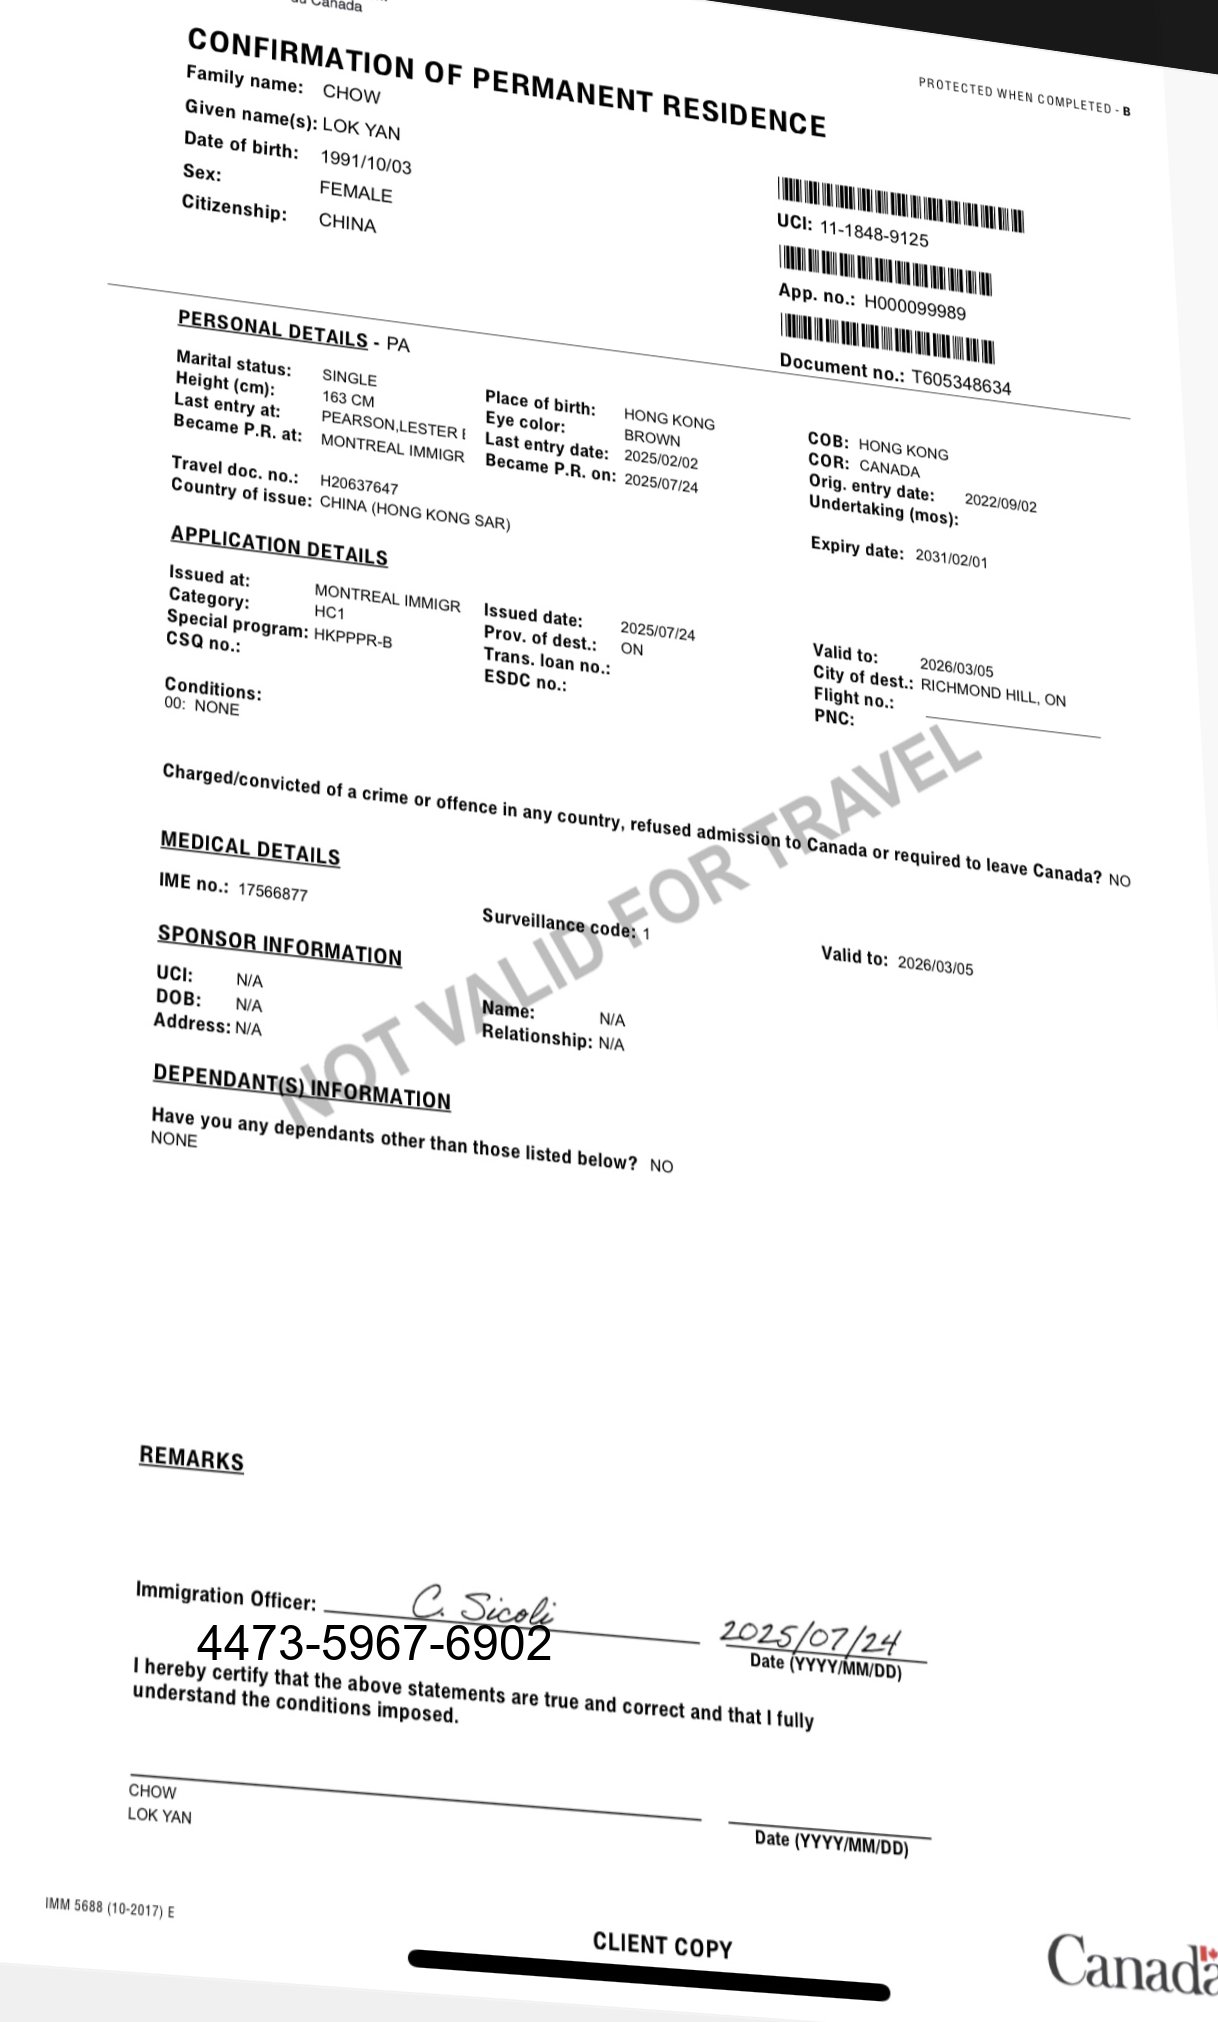 du Canada
CONFIRMATION OF PERMANENT RESIDENCE
PROTECTED WHEN COMPLETED - B
Family name: CHOW
Given name(s): LOK YAN
Date of birth: 1991/10/03
Sex: FEMALE
Citizenship: CHINA
UCI: 11-1848-9125
App. no.: H000099989
Document no.: T605348634
PERSONAL DETAILS - PA
Marital status: SINGLE
Height (cm): 163 CM Place of birth: HONG KONG COB: HONG KONG
Last entry at: PEARSON,LESTER Eye color: BROWN COR: CANADA
Became P.R. at: MONTREAL IMMIGR Last entry date: 2025/02/02 Orig. entry date: 2022/09/02
Became P.R. on: 2025/07/24 Undertaking (mos):
Travel doc. no.: H20637647
Country of issue: CHINA (HONG KONG SAR) Expiry date: 2031/02/01
APPLICATION DETAILS
Issued at: MONTREAL IMMIGR Issued date: 2025/07/24 Valid to: 2026/03/05
Category: HC1 Prov. of dest.: ON City of dest.: RICHMOND HILL, ON
Special program: HKPPPR-B Trans. loan no.: Flight no.:
CSQ no.: ESDC no.: PNC:
Conditions:
00: NONE
Charged/convicted of a crime or offence in any country, refused admission to Canada or required to leave Canada? NO
NOT VALID FOR TRAVEL
MEDICAL DETAILS
IME no.: 17566877 Surveillance code: 1 Valid to: 2026/03/05
SPONSOR INFORMATION
UCI: N/A
DOB: N/A Name: N/A
Address: N/A Relationship: N/A
DEPENDANT(S) INFORMATION
Have you any dependants other than those listed below? NO
NONE
REMARKS
Immigration Officer: C. Sicoli 2025/07/24
4473-5967-6902
Date (YYYY/MM/DD)
I hereby certify that the above statements are true and correct and that I fully
understand the conditions imposed.
CHOW
LOK YAN
Date (YYYY/MM/DD)
IMM 5688 (10-2017) E
CLIENT COPY
Canada